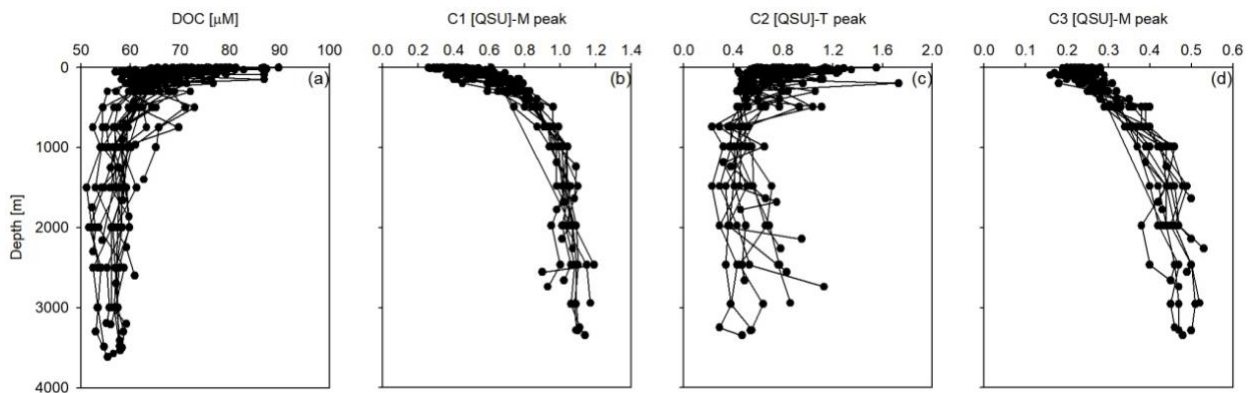 DOC [μM]
50 60 70 80 90 100
(a)
0
1000
2000
3000
4000
Depth [m]
C1 [QSU]-M peak
0.0 0.2 0.4 0.6 0.8 1.0 1.2 1.4
(b)
C2 [QSU]-T peak
0.0 0.4 0.8 1.2 1.6 2.0
(c)
C3 [QSU]-M peak
0.0 0.1 0.2 0.3 0.4 0.5 0.6
(d)